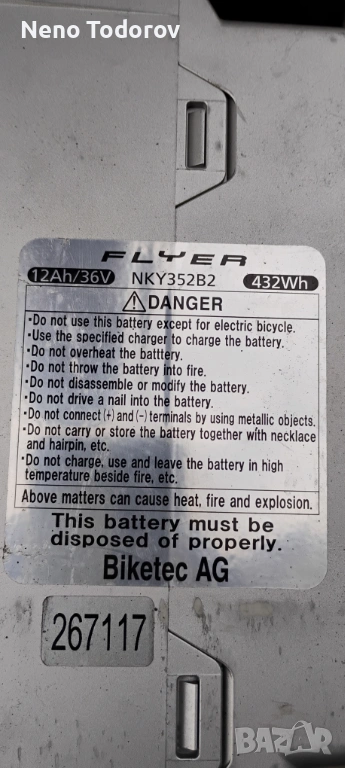 Neno Todorov
FLYER
12Ah/36V NKY352B2 432Wh
⚠DANGER
･Do not use this battery except for electric bicycle.
･Use the specified charger to charge the battery.
･Do not overheat the batttery.
･Do not throw the battery into fire.
･Do not disassemble or modify the battery.
･Do not drive a nail into the battery.
･Do not connect (+) and (-) terminals by using metallic objects.
･Do not carry or store the battery together with necklace
and hairpin, etc.
･Do not charge, use and leave the battery in high
temperature beside fire, etc.
Above matters can cause heat, fire and explosion.
This battery must be
disposed of properly.
Biketec AG
267117
BAZAR